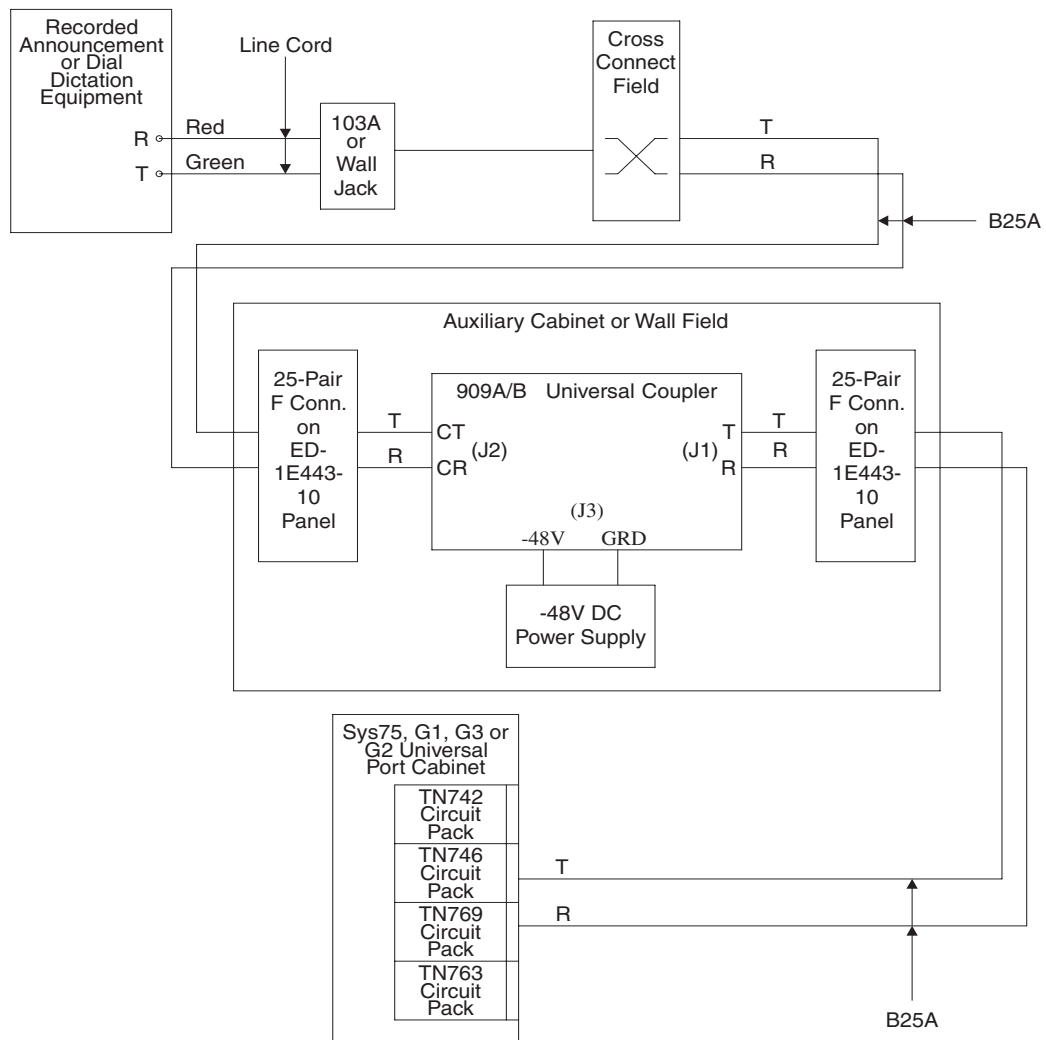 Recorded
Announcement
or Dial
Dictation
Equipment
R
Red
T
Green
Line Cord
103A
or
Wall
Jack
Cross
Connect
Field
T
R
B25A
Auxiliary Cabinet or Wall Field
25-Pair
F Conn.
on
ED-
1E443-
10
Panel
T
R
909A/B Universal Coupler
CT
(J2)
CR
T
(J1)
R
(J3)
-48V GRD
T
R
25-Pair
F Conn.
on
ED-
1E443-
10
Panel
-48V DC
Power Supply
Sys75, G1, G3 or
G2 Universal
Port Cabinet
TN742
Circuit
Pack
TN746
Circuit
Pack
TN769
Circuit
Pack
TN763
Circuit
Pack
T
R
B25A